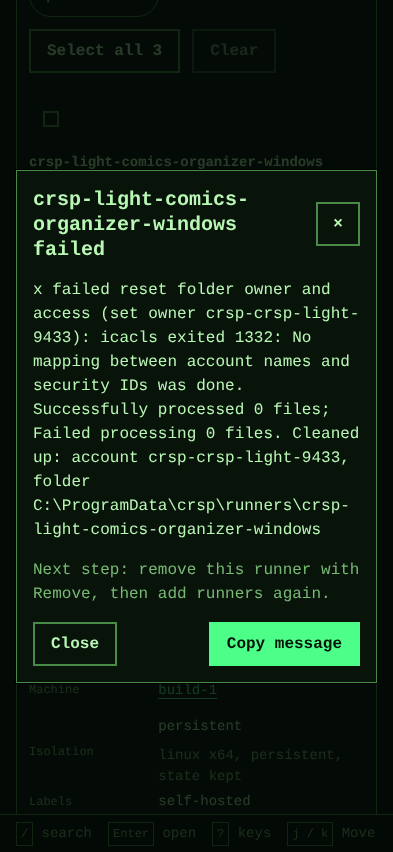 Select all 3 Clear
crsp-light-comics-organizer-windows
crsp-light-comics-
organizer-windows
failed
×
x failed reset folder owner and
access (set owner crsp-crsp-light-
9433): icacls exited 1332: No
mapping between account names and
security IDs was done.
Successfully processed 0 files;
Failed processing 0 files. Cleaned
up: account crsp-crsp-light-9433,
folder
C:\ProgramData\crsp\runners\crsp-
light-comics-organizer-windows
Next step: remove this runner with
Remove, then add runners again.
Close Copy message
Machine build-1
persistent
Isolation linux x64, persistent,
state kept
Labels self-hosted
/ search Enter open ? keys j / k Move